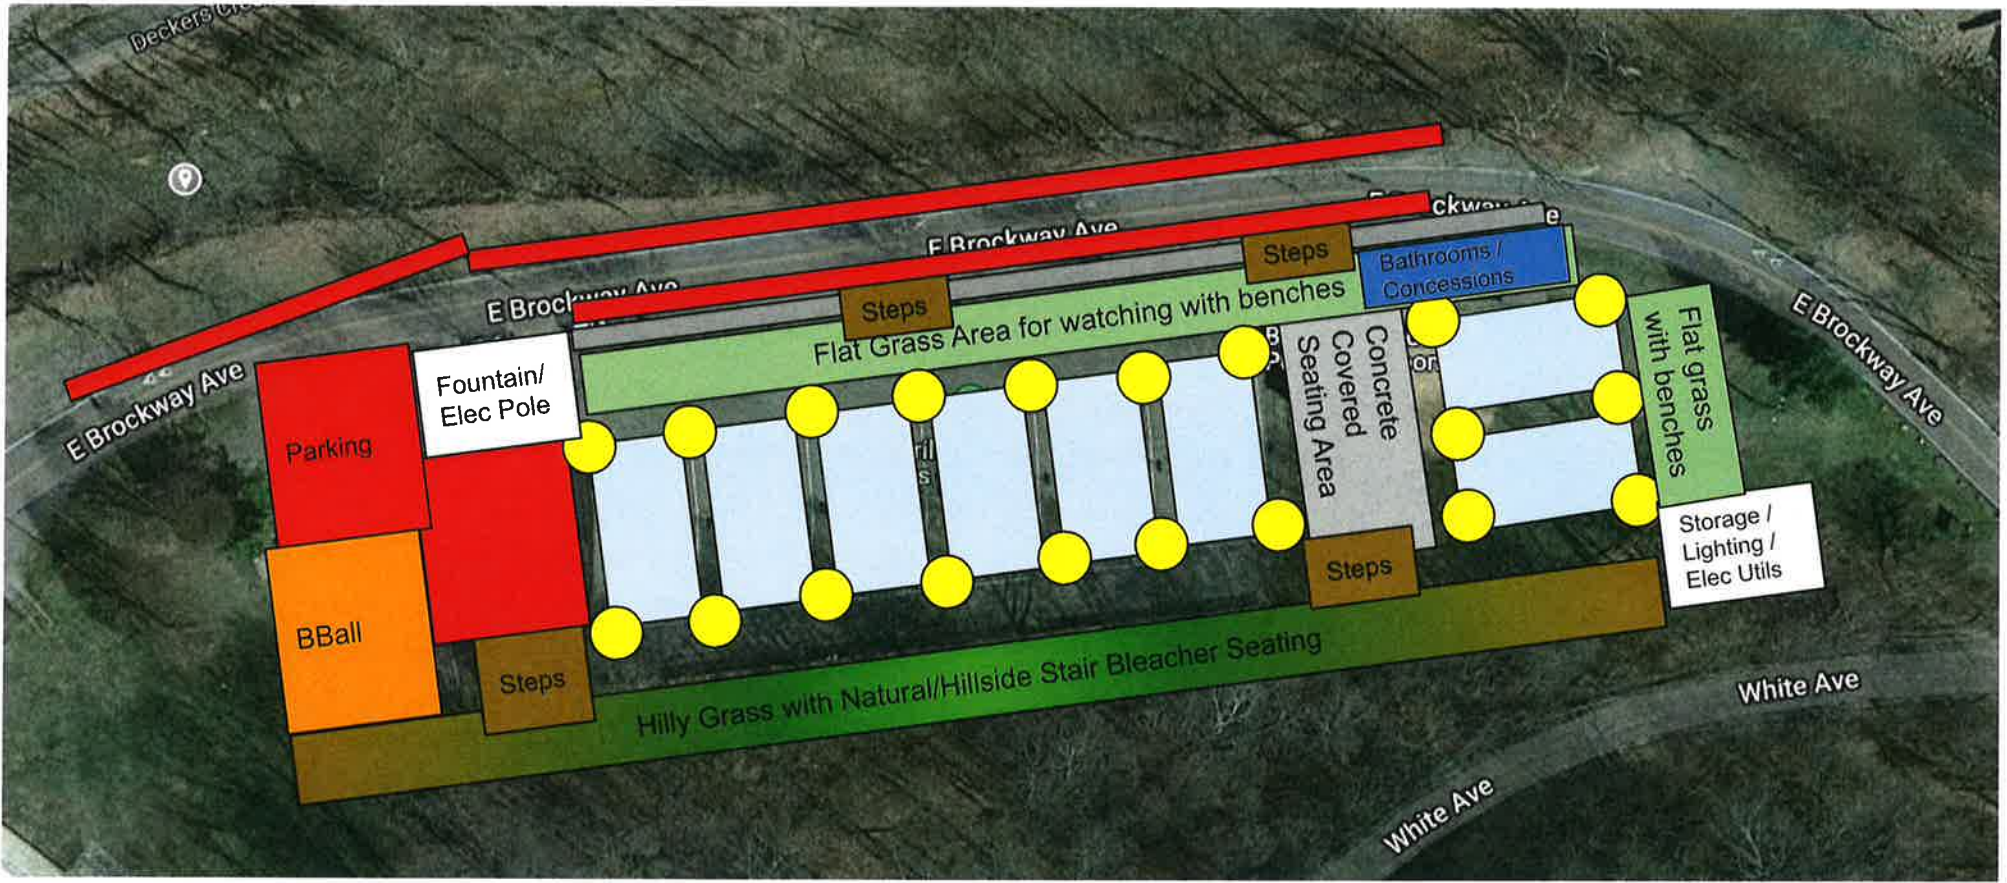 Deckers
E Brockway Ave
E Brockway Ave
E Brockway Ave
ckway
e
E Brockway Ave
E Brockway Ave
Steps
Bathrooms /
Concessions
Steps
Flat Grass Area for watching with benches
Fountain/
Elec Pole
Parking
Concrete
Covered
Seating Area
Flat grass
with benches
ll
s
Storage /
Lighting /
Elec Utils
BBall
Steps
Steps
Hilly Grass with Natural/Hillside Stair Bleacher Seating
White Ave
White Ave